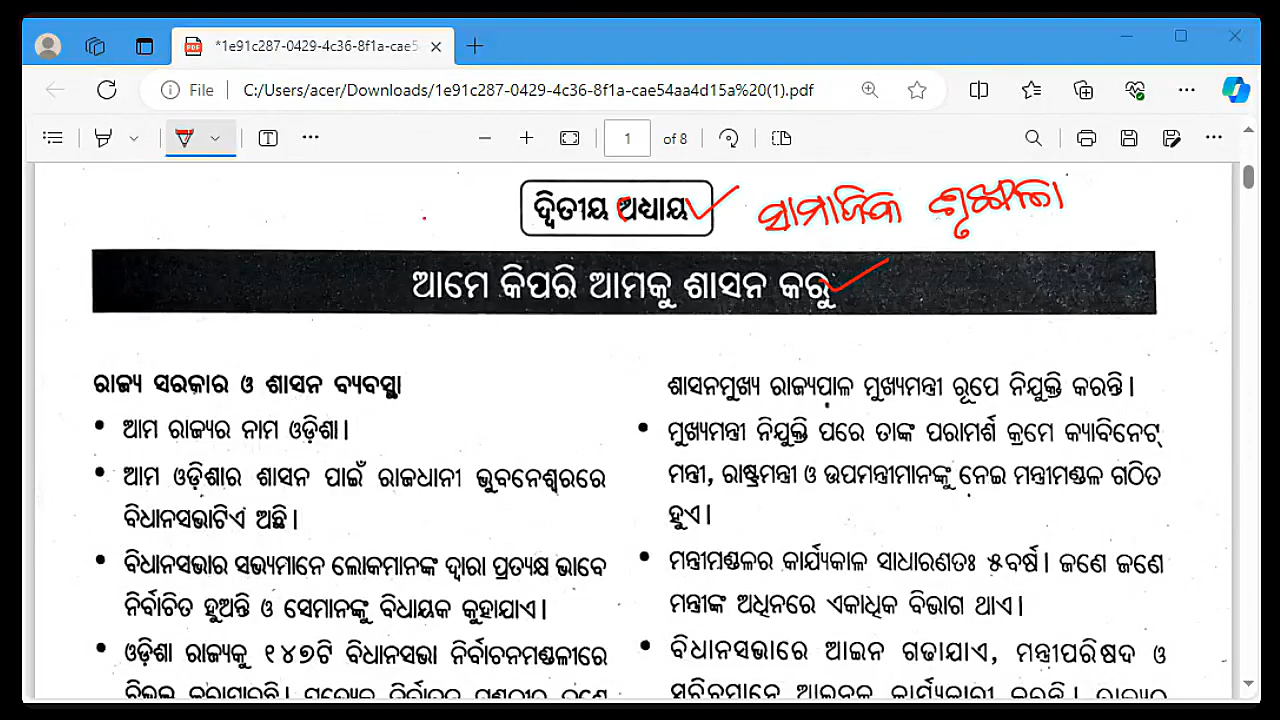 *1e91c287-0429-4c36-8f1a-cae5
File C:/Users/acer/Downloads/1e91c287-0429-4c36-8f1a-cae54aa4d15a%20(1).pdf
1 of 8
ଦ୍ୱିତୀୟ ଅଧ୍ୟାୟ ସାମାଜିକ ଶୃଙ୍ଖଳା
ଆମେ କିପରି ଆମକୁ ଶାସନ କରୁ
ରାଜ୍ୟ ସରକାର ଓ ଶାସନ ବ୍ୟବସ୍ଥା
• ଆମ ରାଜ୍ୟର ନାମ ଓଡ଼ିଶା।
• ଆମ ଓଡ଼ିଶାର ଶାସନ ପାଇଁ ରାଜଧାନୀ ଭୁବନେଶ୍ୱରରେ
ବିଧାନସଭାଟିଏ ଅଛି।
• ବିଧାନସଭାର ସଭ୍ୟମାନେ ଲୋକମାନଙ୍କ ଦ୍ୱାରା ପ୍ରତ୍ୟକ୍ଷ ଭାବେ
ନିର୍ବାଚିତ ହୁଅନ୍ତି ଓ ସେମାନଙ୍କୁ ବିଧାୟକ କୁହାଯାଏ।
• ଓଡ଼ିଶା ରାଜ୍ୟକୁ ୧୪୭ଟି ବିଧାନସଭା ନିର୍ବାଚନମଣ୍ଡଳୀରେ
ଶାସନମୁଖ୍ୟ ରାଜ୍ୟପାଳ ମୁଖ୍ୟମନ୍ତ୍ରୀ ରୂପେ ନିଯୁକ୍ତି କରନ୍ତି।
• ମୁଖ୍ୟମନ୍ତ୍ରୀ ନିଯୁକ୍ତି ପରେ ତାଙ୍କ ପରାମର୍ଶ କ୍ରମେ କ୍ୟାବିନେଟ୍
ମନ୍ତ୍ରୀ, ରାଷ୍ଟ୍ରମନ୍ତ୍ରୀ ଓ ଉପମନ୍ତ୍ରୀମାନଙ୍କୁ ନେଇ ମନ୍ତ୍ରୀମଣ୍ଡଳ ଗଠିତ
ହୁଏ।
• ମନ୍ତ୍ରୀମଣ୍ଡଳର କାର୍ଯ୍ୟକାଳ ସାଧାରଣତଃ ୫ବର୍ଷ। ଜଣେ ଜଣେ
ମନ୍ତ୍ରୀଙ୍କ ଅଧିନରେ ଏକାଧିକ ବିଭାଗ ଥାଏ।
• ବିଧାନସଭାରେ ଆଇନ ଗଢାଯାଏ, ମନ୍ତ୍ରୀପରିଷଦ ଓ